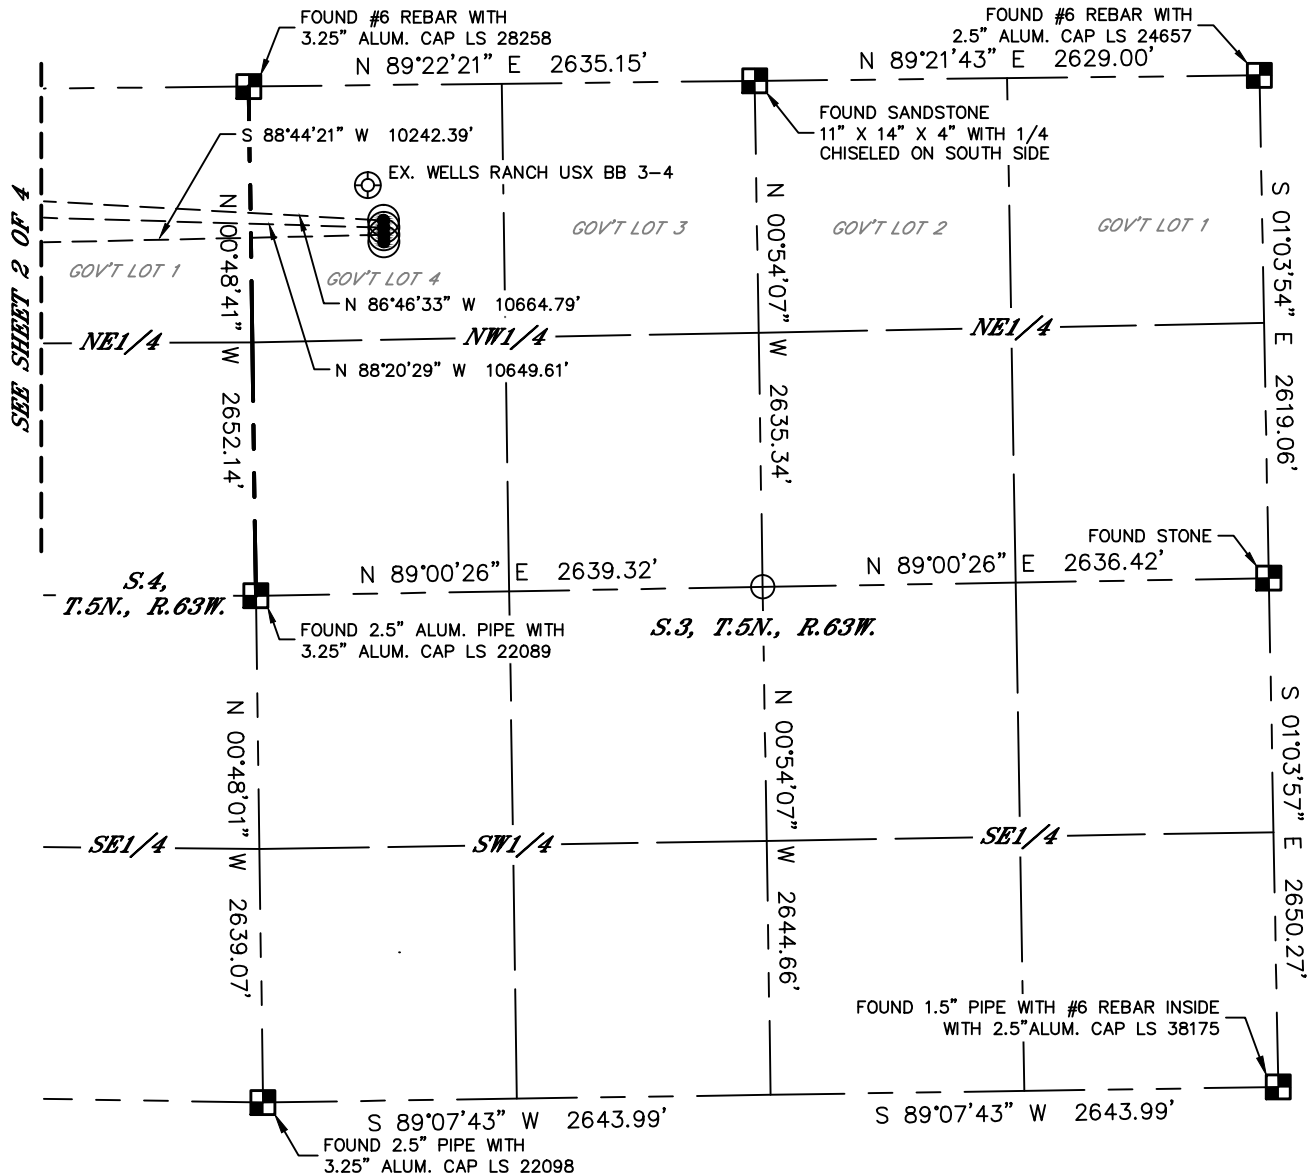 FOUND #6 REBAR WITH
3.25" ALUM. CAP LS 28258
FOUND #6 REBAR WITH
2.5" ALUM. CAP LS 24657
N 89°22'21" E 2635.15'
N 89°21'43" E 2629.00'
FOUND SANDSTONE
11" X 14" X 4" WITH 1/4
CHISELED ON SOUTH SIDE
S 88°44'21" W 10242.39'
EX. WELLS RANCH USX BB 3-4
SEE SHEET 2 OF 4
N 00°48'41" W 2652.14'
N 00°54'07" W 2635.34'
S 01°03'54" E 2619.06'
GOV'T LOT 1
GOV'T LOT 4
GOV'T LOT 3
GOV'T LOT 2
GOV'T LOT 1
N 86°46'33" W 10664.79'
NE1/4
NW1/4
NE1/4
N 88°20'29" W 10649.61'
FOUND STONE
N 89°00'26" E 2639.32'
N 89°00'26" E 2636.42'
S.4,
T.5N., R.63W.
FOUND 2.5" ALUM. PIPE WITH
3.25" ALUM. CAP LS 22089
S.3, T.5N., R.63W.
N 00°48'01" W 2639.07'
N 00°54'07" W 2644.66'
S 01°03'57" E 2650.27'
SE1/4
SW1/4
SE1/4
FOUND 1.5" PIPE WITH #6 REBAR INSIDE
WITH 2.5"ALUM. CAP LS 38175
S 89°07'43" W 2643.99'
S 89°07'43" W 2643.99'
FOUND 2.5" PIPE WITH
3.25" ALUM. CAP LS 22098